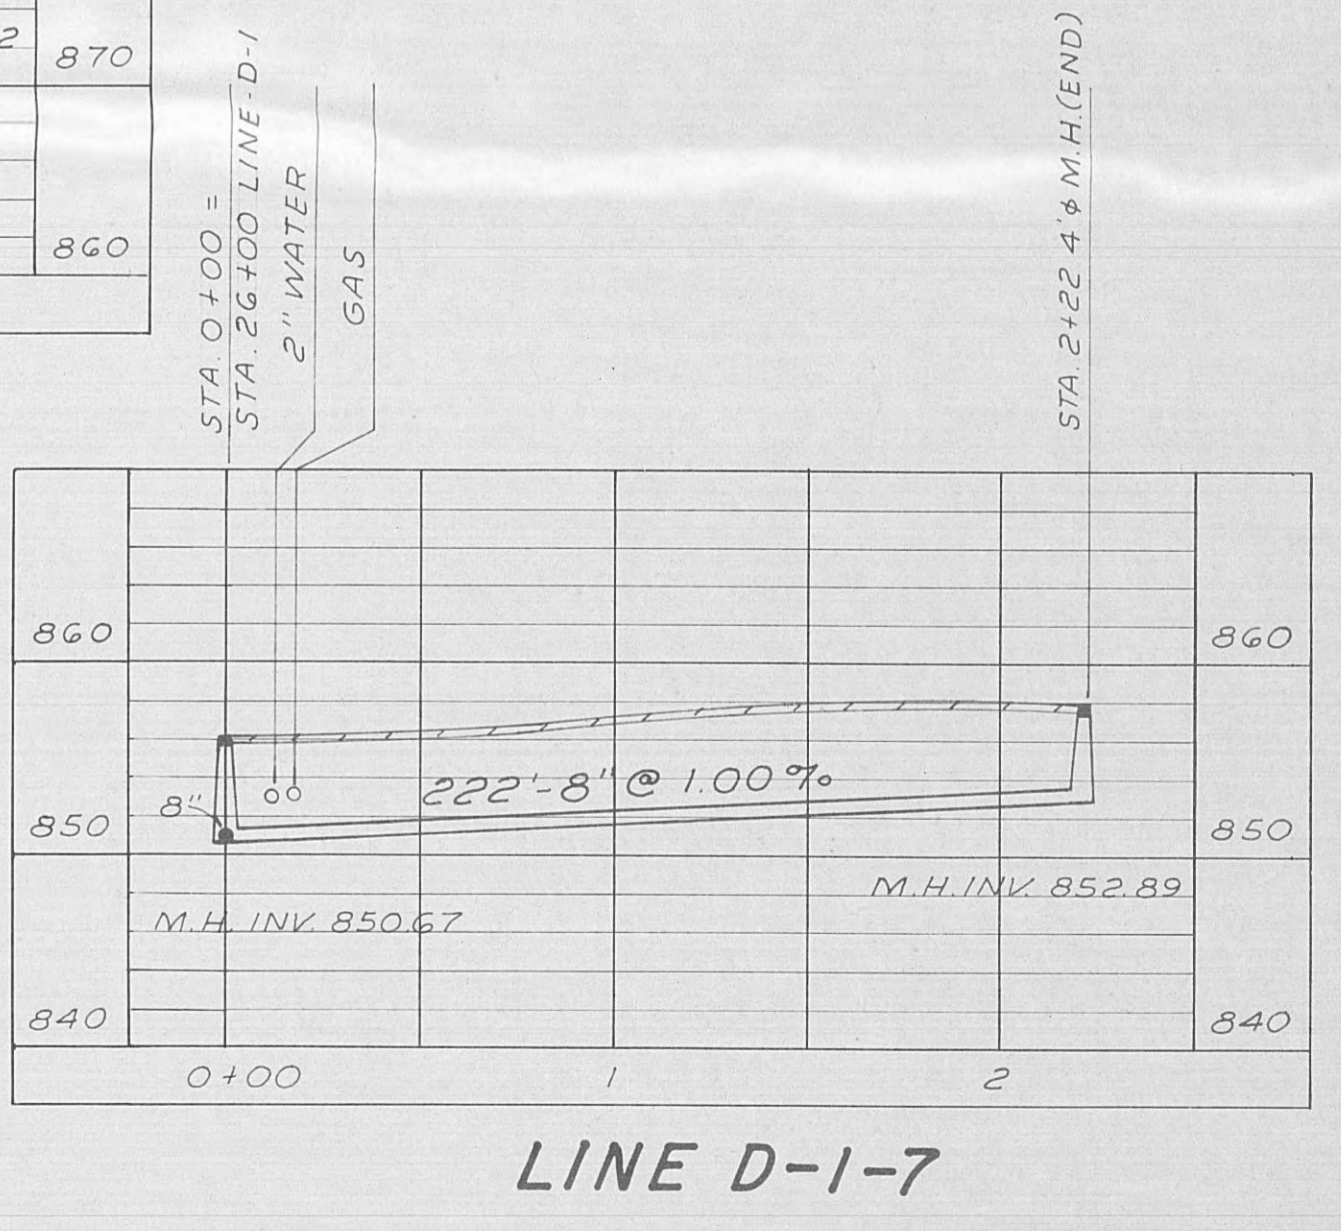 2
870
860
STA. 0+00 =
STA 26+00 LINE D-1
2" WATER
GAS
STA. 2+22 4'φ M.H.(END)
860
860
222'-8" @ 1.00%
8"
850
850
M.H. INV. 852.89
M.H. INV. 850.67
840
840
0+00
1
2
LINE D-1-7